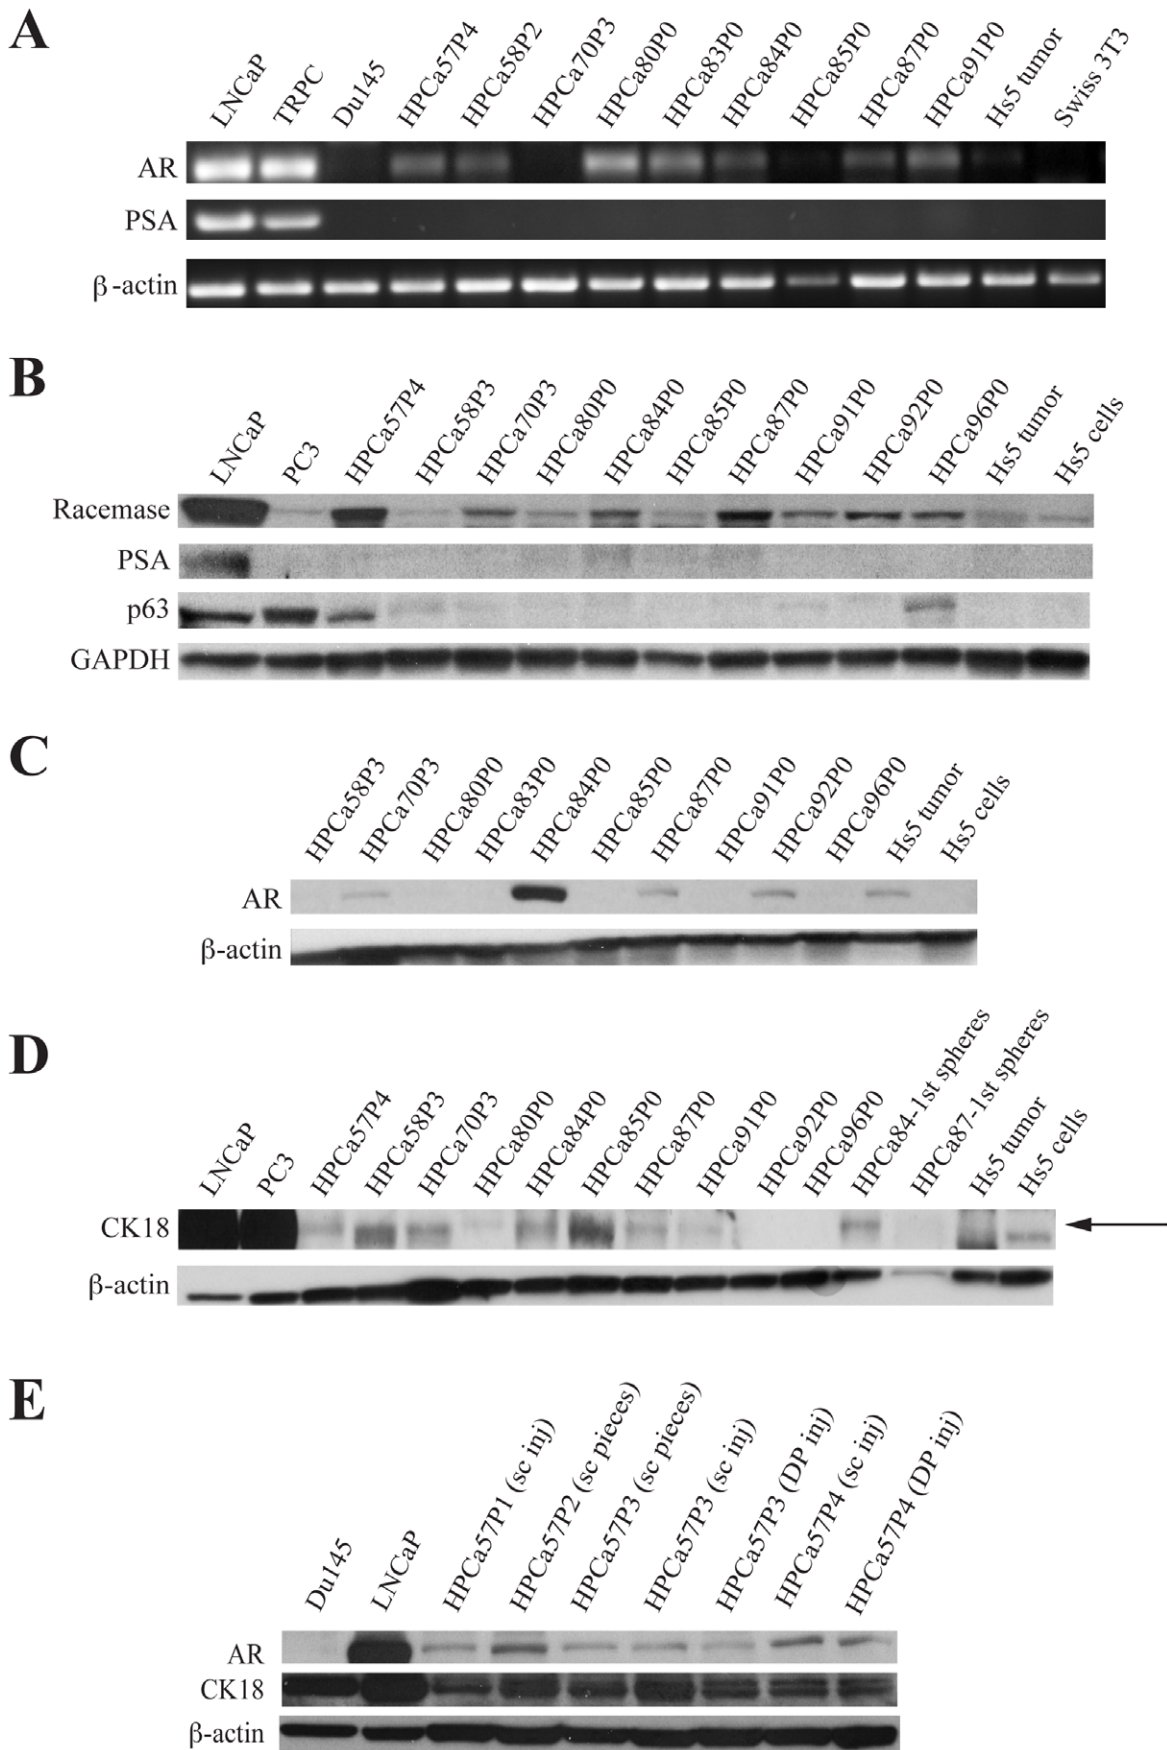 A
LNCaP
TRPC
Du145
HPCa57P4
HPCa58P2
HPCa70P3
HPCa80P0
HPCa83P0
HPCa84P0
HPCa85P0
HPCa87P0
HPCa91P0
Hs5 tumor
Swiss 3T3
AR
PSA
β-actin
B
LNCaP
PC3
HPCa57P4
HPCa58P3
HPCa70P3
HPCa80P0
HPCa84P0
HPCa85P0
HPCa87P0
HPCa91P0
HPCa92P0
HPCa96P0
Hs5 tumor
Hs5 cells
Racemase
PSA
p63
GAPDH
C
HPCa58P3
HPCa70P3
HPCa80P0
HPCa83P0
HPCa84P0
HPCa85P0
HPCa87P0
HPCa91P0
HPCa92P0
HPCa96P0
Hs5 tumor
Hs5 cells
AR
β-actin
D
LNCaP
PC3
HPCa57P4
HPCa58P3
HPCa70P3
HPCa80P0
HPCa84P0
HPCa85P0
HPCa87P0
HPCa91P0
HPCa92P0
HPCa96P0
HPCa84-1st spheres
HPCa87-1st spheres
Hs5 tumor
Hs5 cells
CK18
β-actin
E
Du145
LNCaP
HPCa57P1 (sc inj)
HPCa57P2 (sc pieces)
HPCa57P3 (sc pieces)
HPCa57P3 (sc inj)
HPCa57P3 (DP inj)
HPCa57P4 (sc inj)
HPCa57P4 (DP inj)
AR
CK18
β-actin